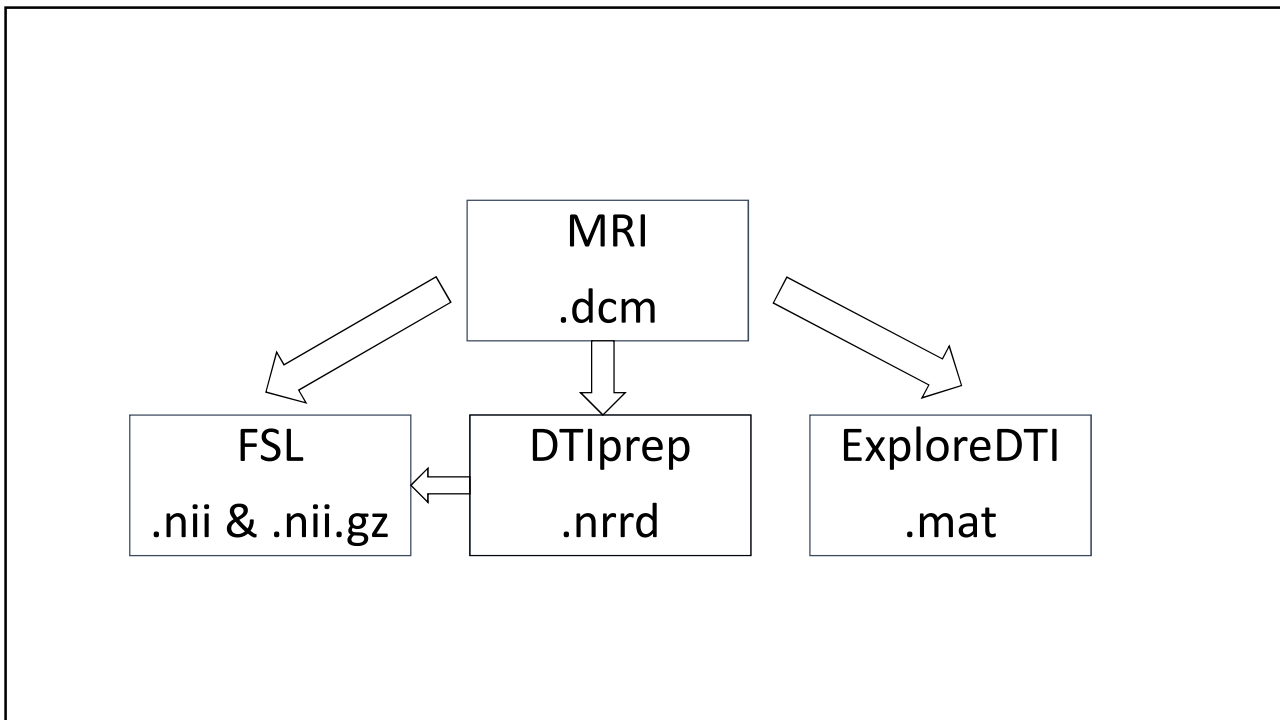 MRI
.dcm
FSL
.nii & .nii.gz
DTIprep
.nrrd
ExploreDTI
.mat